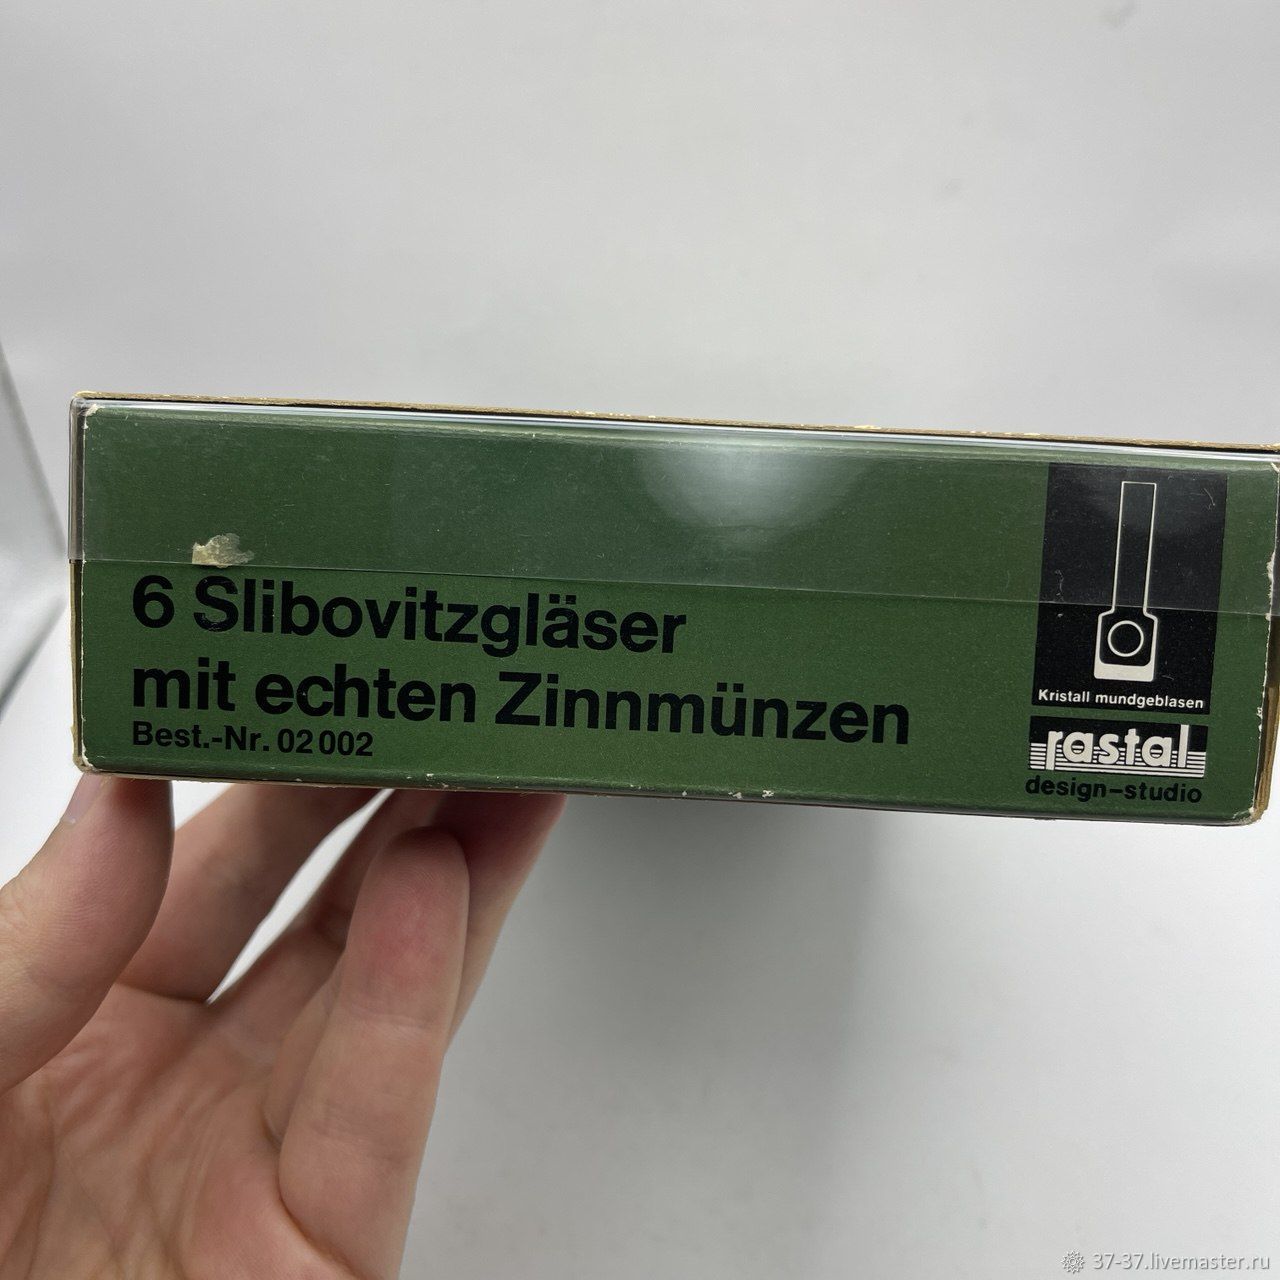 6 Slibovitzgläser
mit echten Zinnmünzen
Best.-Nr. 02 002
Kristall mundgeblasen
rastal
design-studio
37-37.livemaster.ru